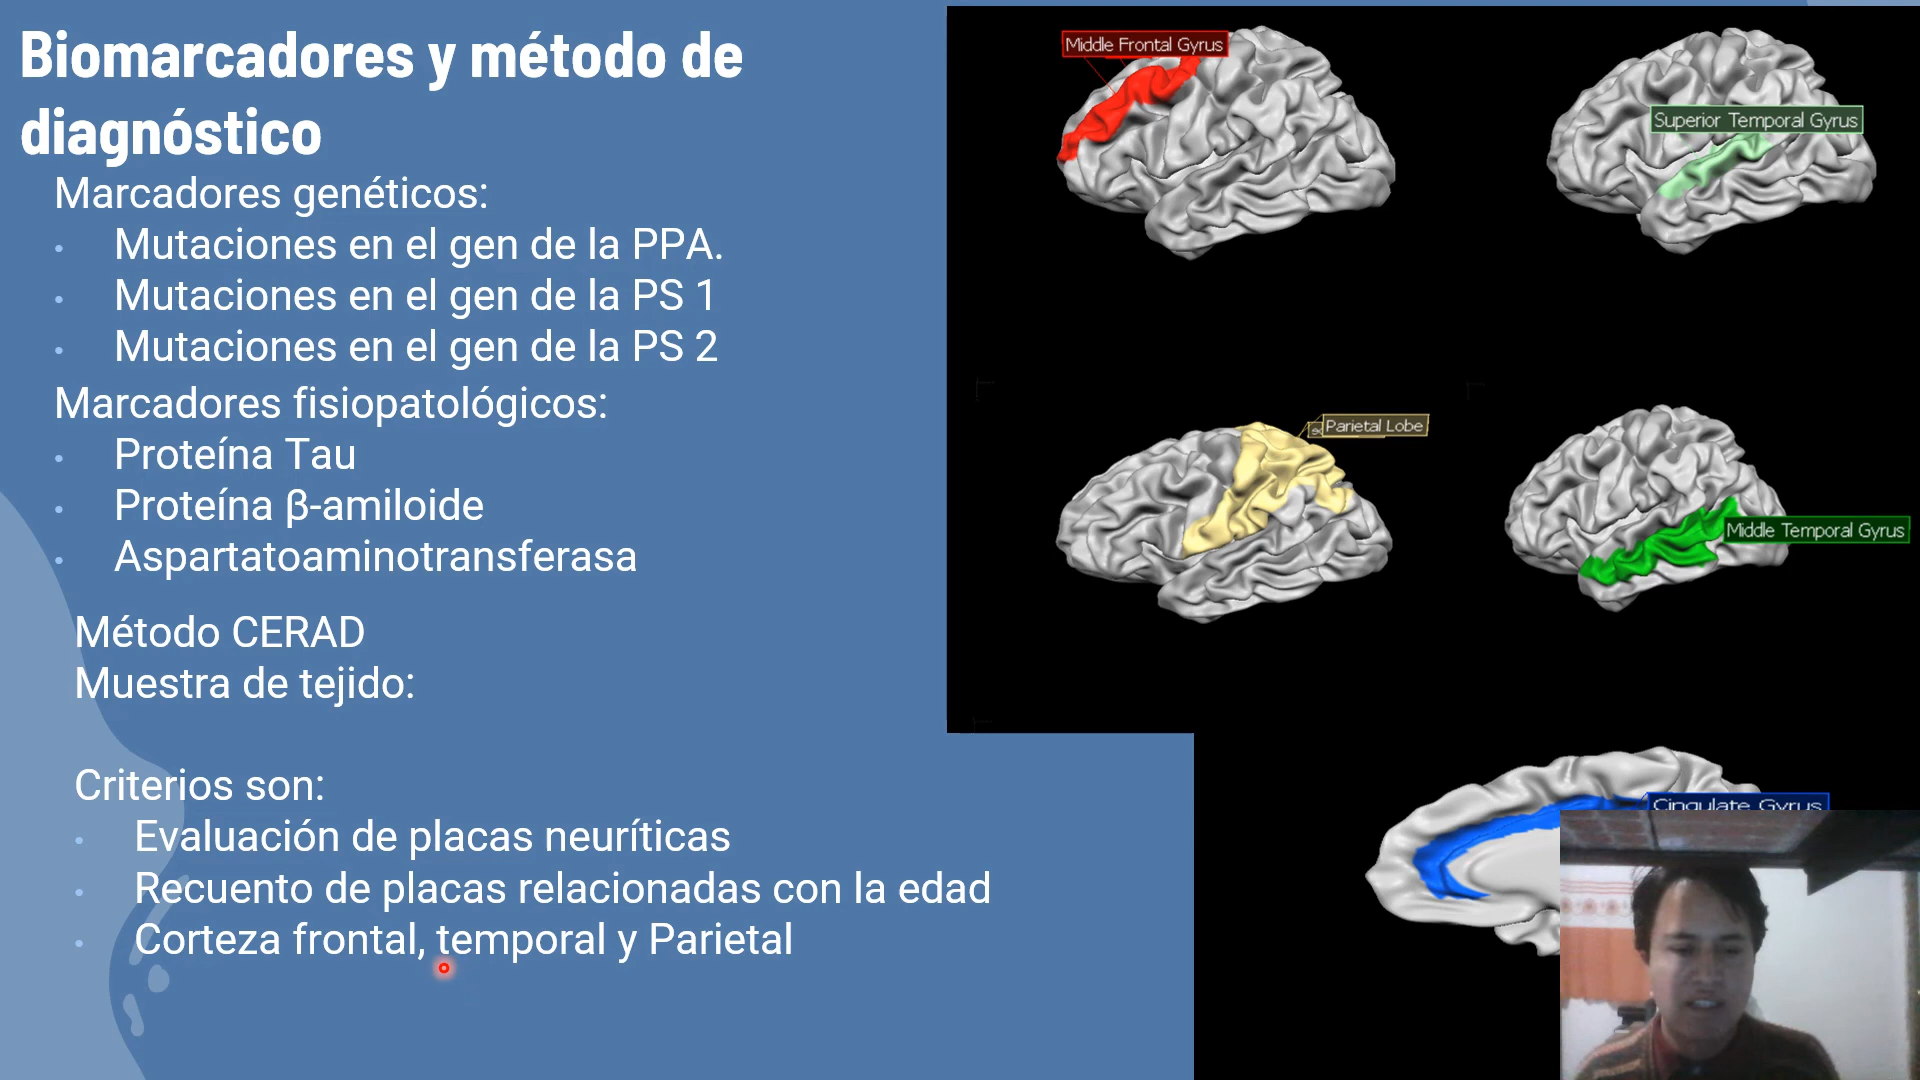 Biomarcadores y método de
diagnóstico
Marcadores genéticos:
• Mutaciones en el gen de la PPA.
• Mutaciones en el gen de la PS 1
• Mutaciones en el gen de la PS 2
Marcadores fisiopatológicos:
• Proteína Tau
• Proteína β-amiloide
• Aspartatoaminotransferasa
Método CERAD
Muestra de tejido:
Criterios son:
• Evaluación de placas neuríticas
• Recuento de placas relacionadas con la edad
• Corteza frontal, temporal y Parietal
Middle Frontal Gyrus
Superior Temporal Gyrus
Parietal Lobe
Middle Temporal Gyrus
Cingulate Gyrus